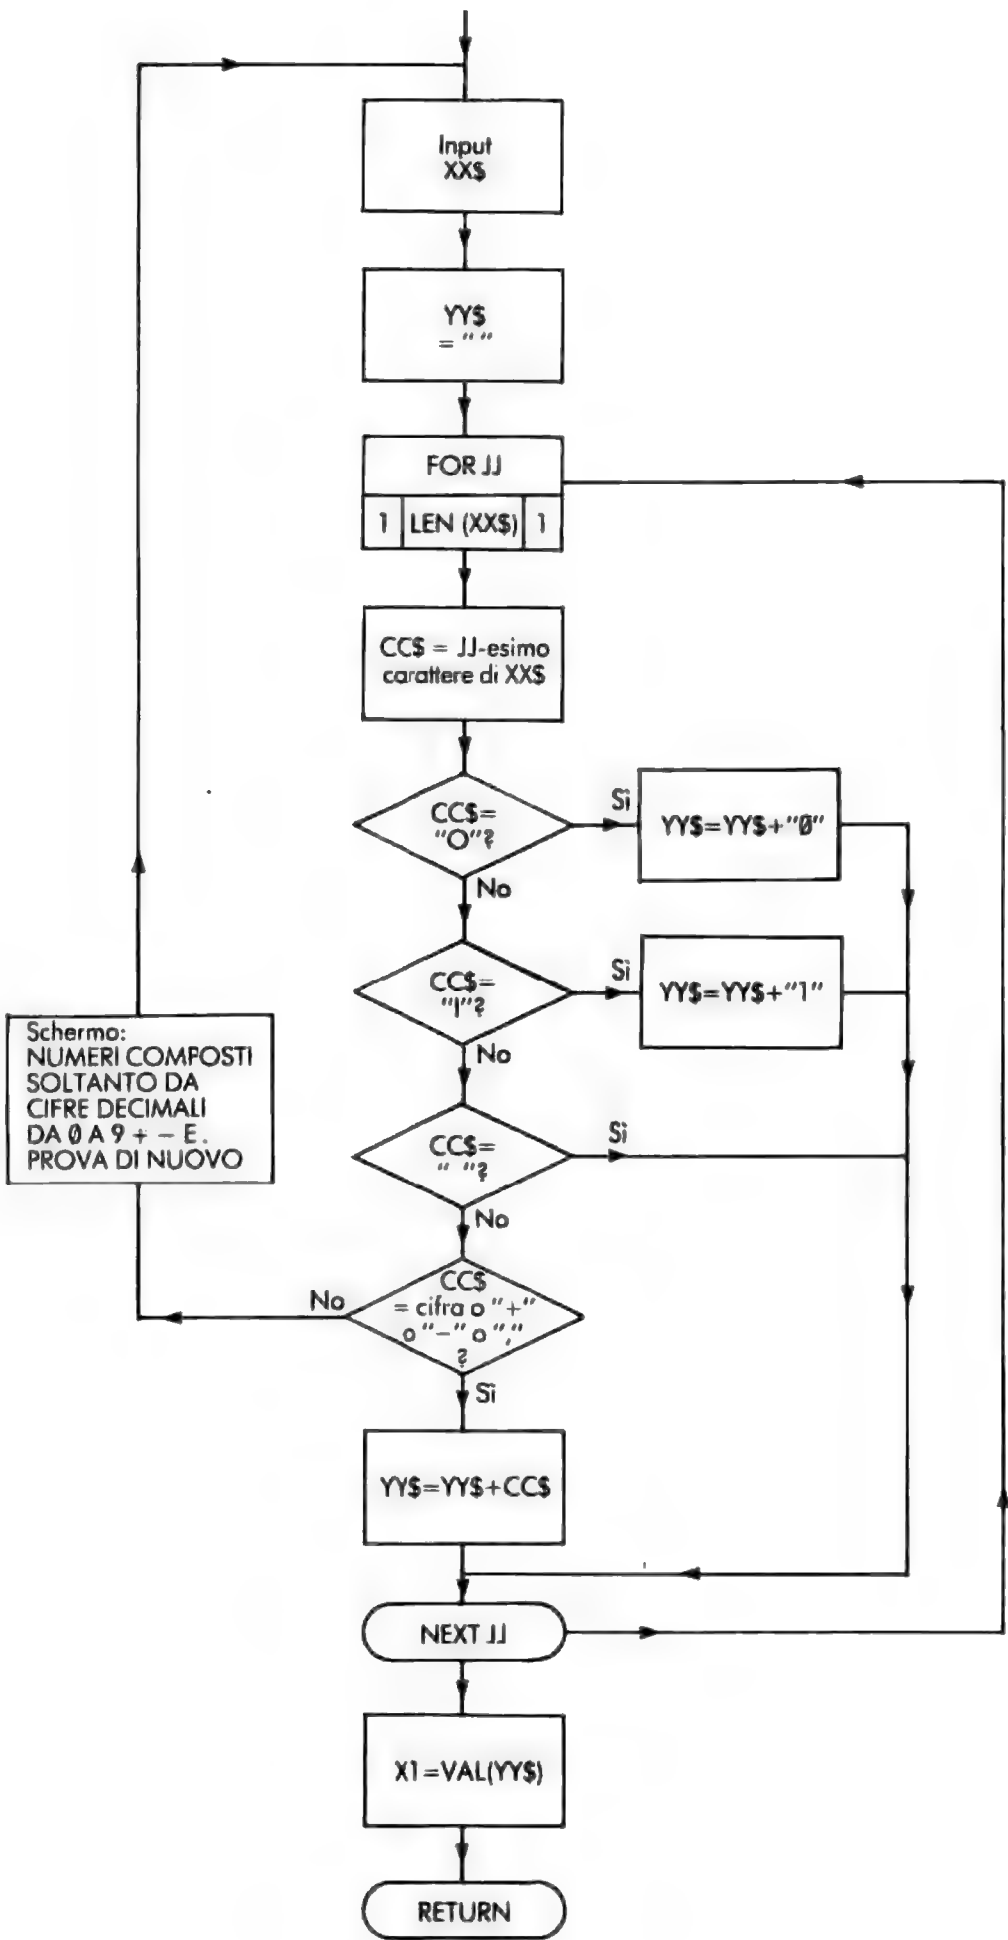 Input
XX$
YY$
= " "
FOR JJ
1 LEN (XX$) 1
CC$ = JJ-esimo
carattere di XX$
CC$=
"O"?
Sì
YY$=YY$+"0"
No
CC$=
"I"?
Sì
YY$=YY$+"1"
No
CC$=
" "?
Sì
No
CC$
= cifra o "+"
o "–" o ","
?
No
Schermo:
NUMERI COMPOSTI
SOLTANTO DA
CIFRE DECIMALI
DA 0 A 9 + – E .
PROVA DI NUOVO
Sì
YY$=YY$+CC$
NEXT JJ
X1=VAL(YY$)
RETURN